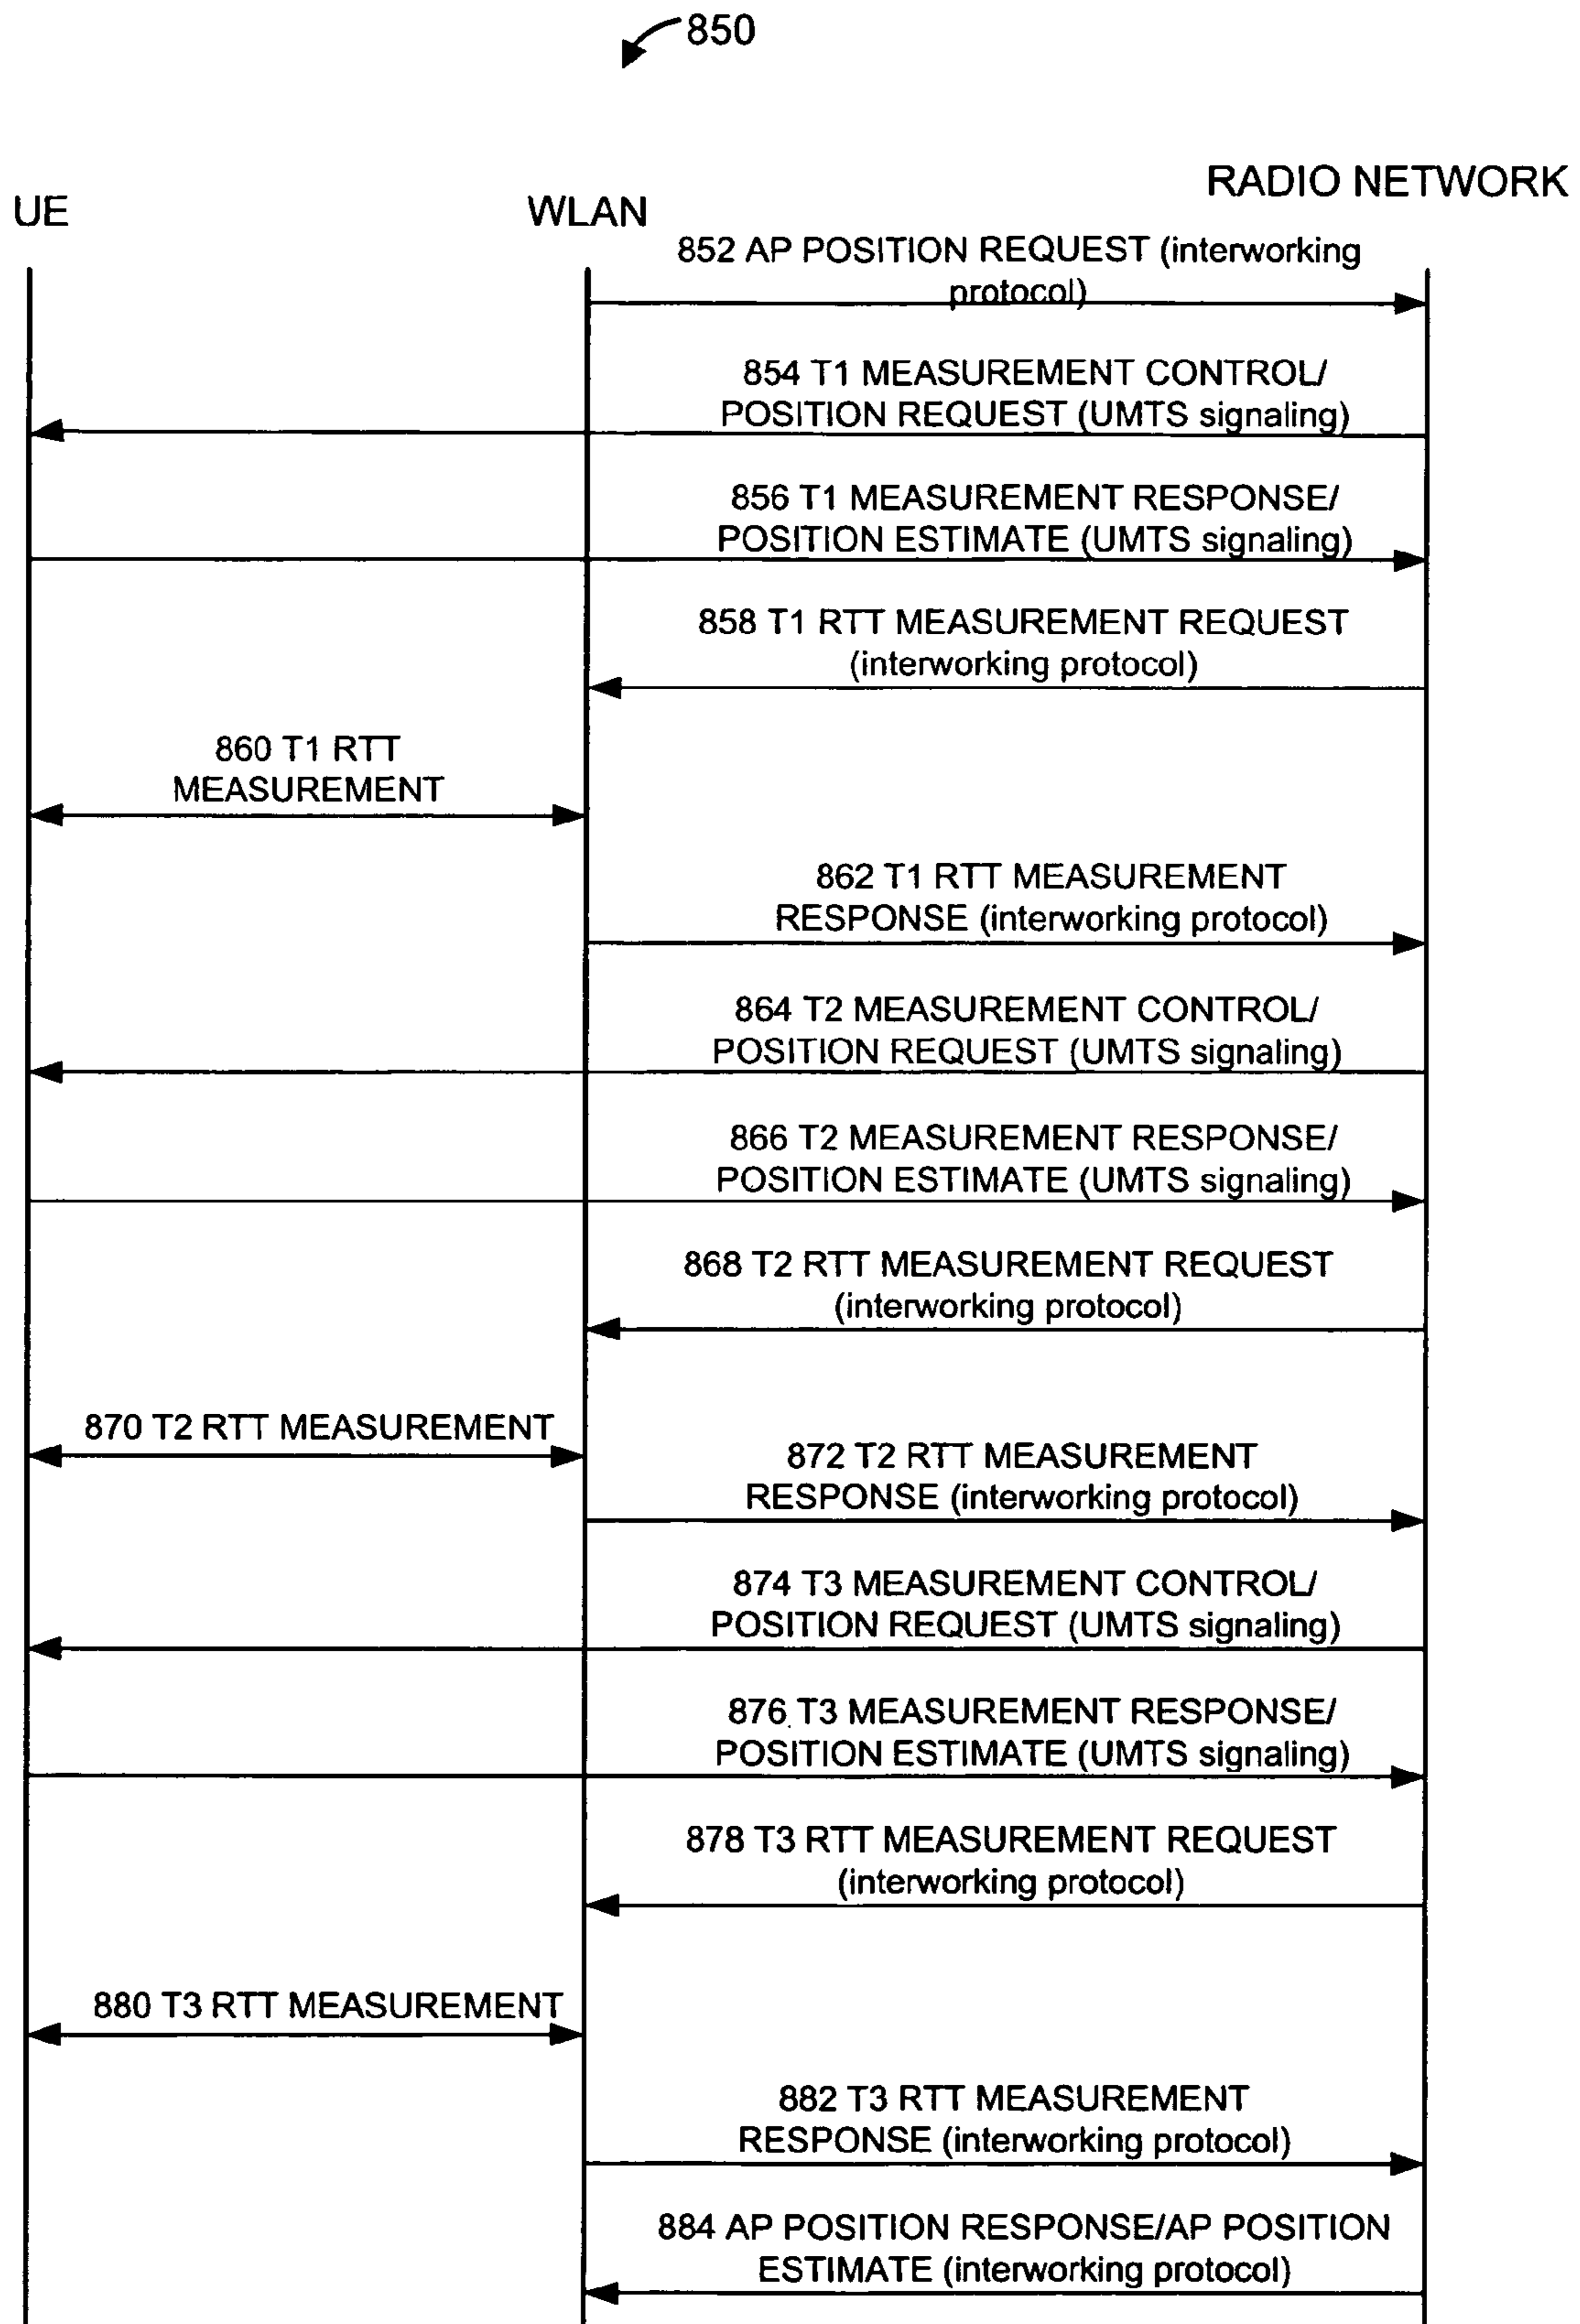 850
RADIO NETWORK
UE
WLAN
852 AP POSITION REQUEST (interworking
protocol)
854 T1 MEASUREMENT CONTROL/
POSITION REQUEST (UMTS signaling)
856 T1 MEASUREMENT RESPONSE/
POSITION ESTIMATE (UMTS signaling)
858 T1 RTT MEASUREMENT REQUEST
(interworking protocol)
860 T1 RTT
MEASUREMENT
862 T1 RTT MEASUREMENT
RESPONSE (interworking protocol)
864 T2 MEASUREMENT CONTROL/
POSITION REQUEST (UMTS signaling)
866 T2 MEASUREMENT RESPONSE/
POSITION ESTIMATE (UMTS signaling)
868 T2 RTT MEASUREMENT REQUEST
(interworking protocol)
870 T2 RTT MEASUREMENT
872 T2 RTT MEASUREMENT
RESPONSE (interworking protocol)
874 T3 MEASUREMENT CONTROL/
POSITION REQUEST (UMTS signaling)
876 T3 MEASUREMENT RESPONSE/
POSITION ESTIMATE (UMTS signaling)
878 T3 RTT MEASUREMENT REQUEST
(interworking protocol)
880 T3 RTT MEASUREMENT
882 T3 RTT MEASUREMENT
RESPONSE (interworking protocol)
884 AP POSITION RESPONSE/AP POSITION
ESTIMATE (interworking protocol)